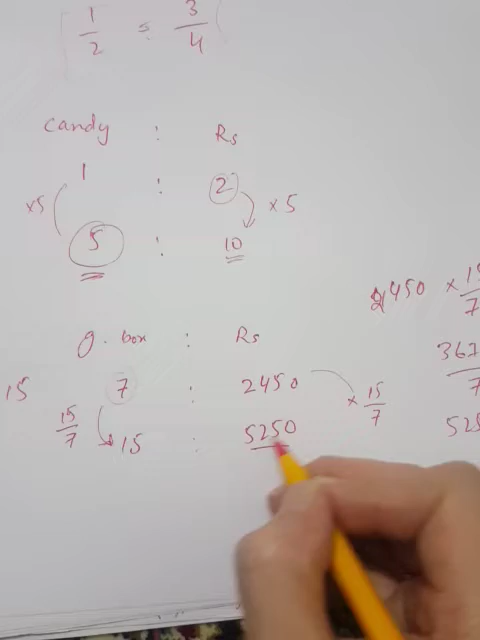 1/2 : 3/4
candy : Rs
1 : 2
×5 × 5
5 : 10
2450 × 15/7
g. box : Rs
15 7 : 2450 × 15/7
15/7 15 : 5250